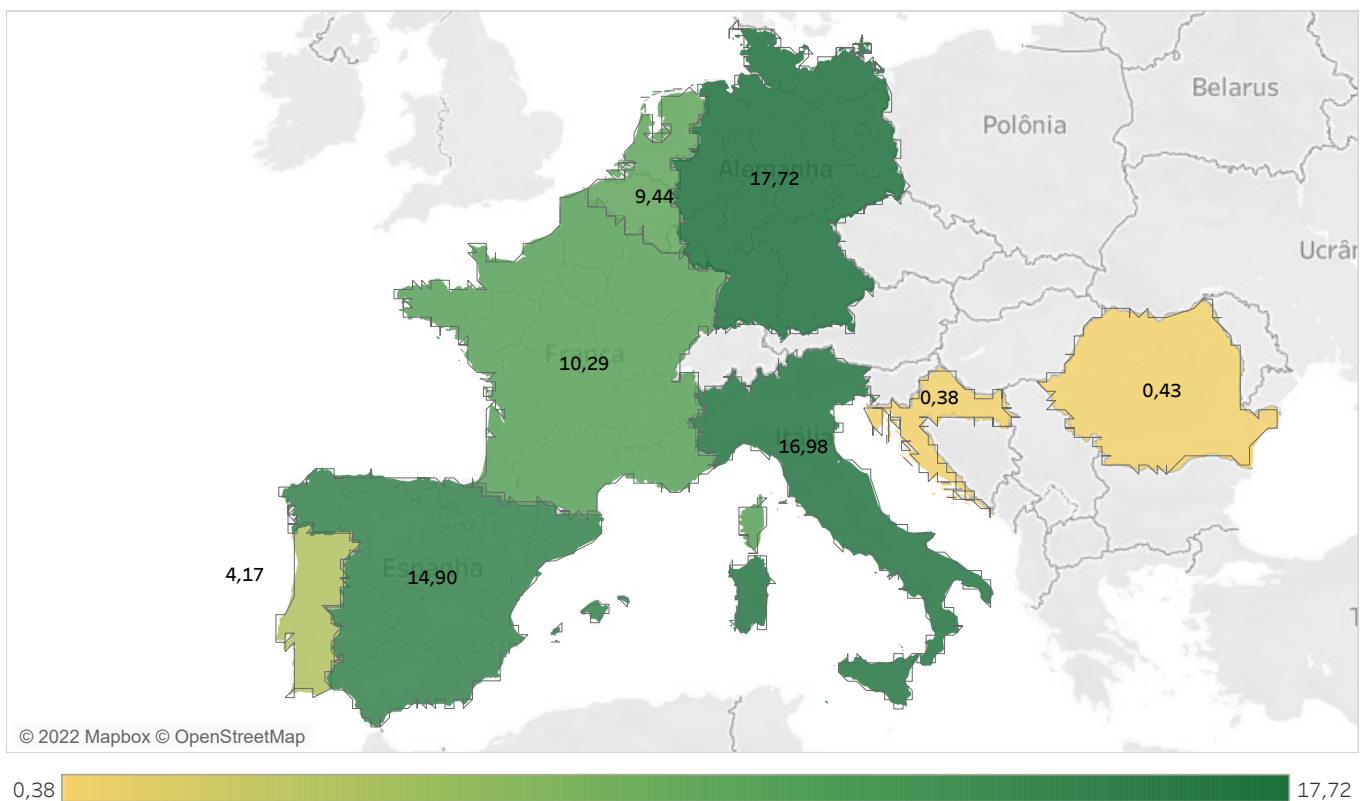 Belarus
Polônia
Alemanha
17,72
9,44
Ucrân
França
10,29
0,38
0,43
Itália
16,98
4,17
Espanha
14,90
© 2022 Mapbox © OpenStreetMap
0,38
17,72